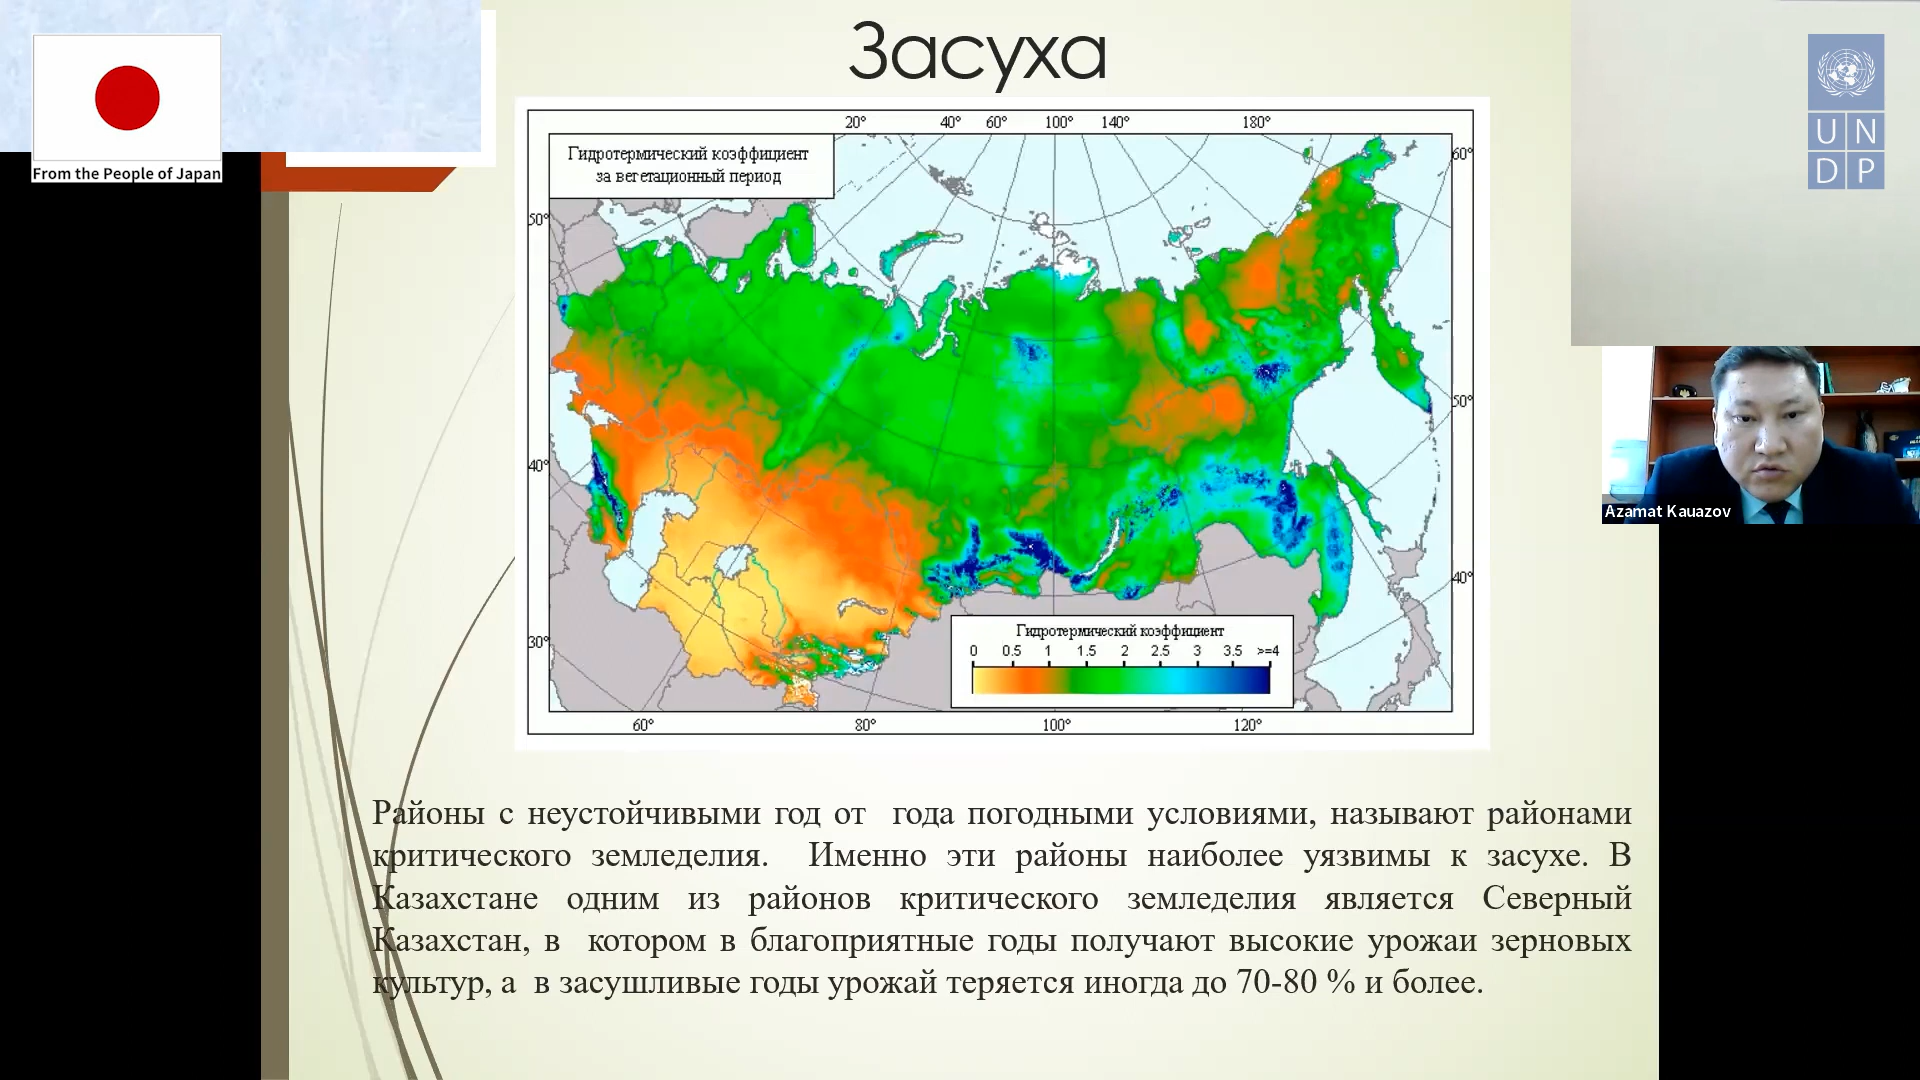 Засуха
From the People of Japan
U N
D P
20° 40° 60° 100° 140° 180°
Гидротермический коэффициент
за вегетационный период
60°
50°
50°
40°
40°
30°
Гидротермический коэффициент
0 0.5 1 1.5 2 2.5 3 3.5 >=4
60° 80° 100° 120°
Azamat Kauazov
Районы с неустойчивыми год от года погодными условиями, называют районами
критического земледелия. Именно эти районы наиболее уязвимы к засухе. В
Казахстане одним из районов критического земледелия является Северный
Казахстан, в котором в благоприятные годы получают высокие урожаи зерновых
культур, а в засушливые годы урожай теряется иногда до 70-80 % и более.